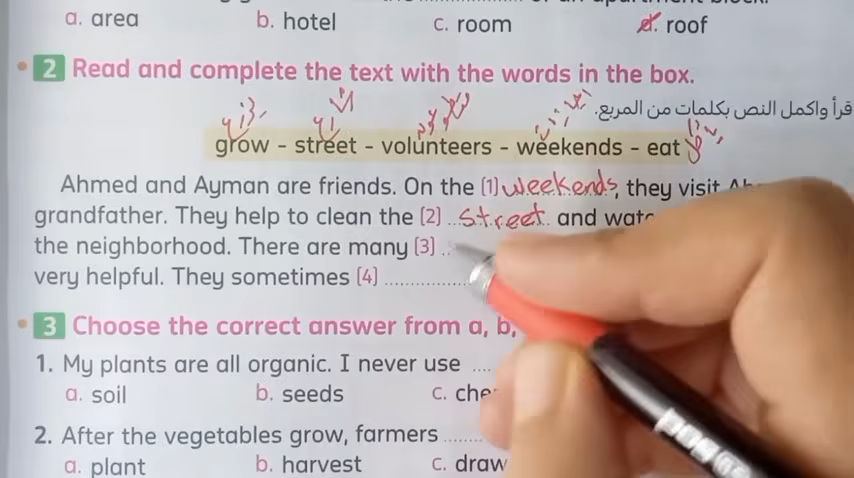 a. area b. hotel c. room d. roof
2 Read and complete the text with the words in the box.
قرأ واكمل النص بكلمات من المربع.
grow - street - volunteers - weekends - eat
Ahmed and Ayman are friends. On the (1) weekends, they visit
grandfather. They help to clean the (2) street and
the neighborhood. There are many (3)
very helpful. They sometimes (4) ................
3 Choose the correct answer from a, b,
1. My plants are all organic. I never use ....
a. soil b. seeds c.
2. After the vegetables grow, farmers ........
a. plant b. harvest c. draw